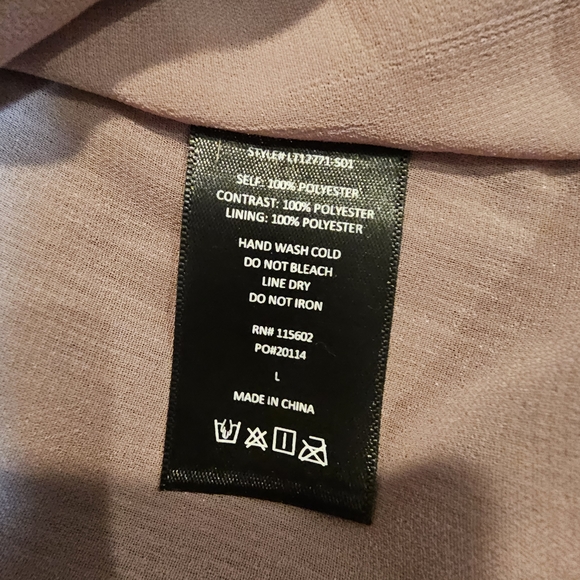 STYLE# LT12771-S01
SELF: 100% POLYESTER
CONTRAST: 100% POLYESTER
LINING: 100% POLYESTER
HAND WASH COLD
DO NOT BLEACH
LINE DRY
DO NOT IRON
RN# 115602
PO#20114
L
MADE IN CHINA